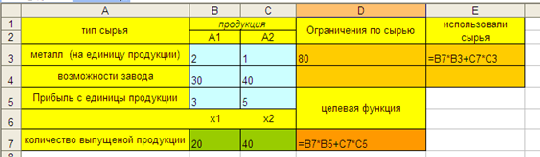 A B C D E
1 тип сырья продукция Ограничения по сырью использовали
2 A1 A2 сырья
3 металл (на единицу продукции) 2 1 80 =B7*B3+C7*C3
4 возможности завода 30 40
5 Прибыль с единицы продукции 3 5 целевая функция
6 x1 x2
7 количество выпущеной продукции 20 40 =B7*B5+C7*C5